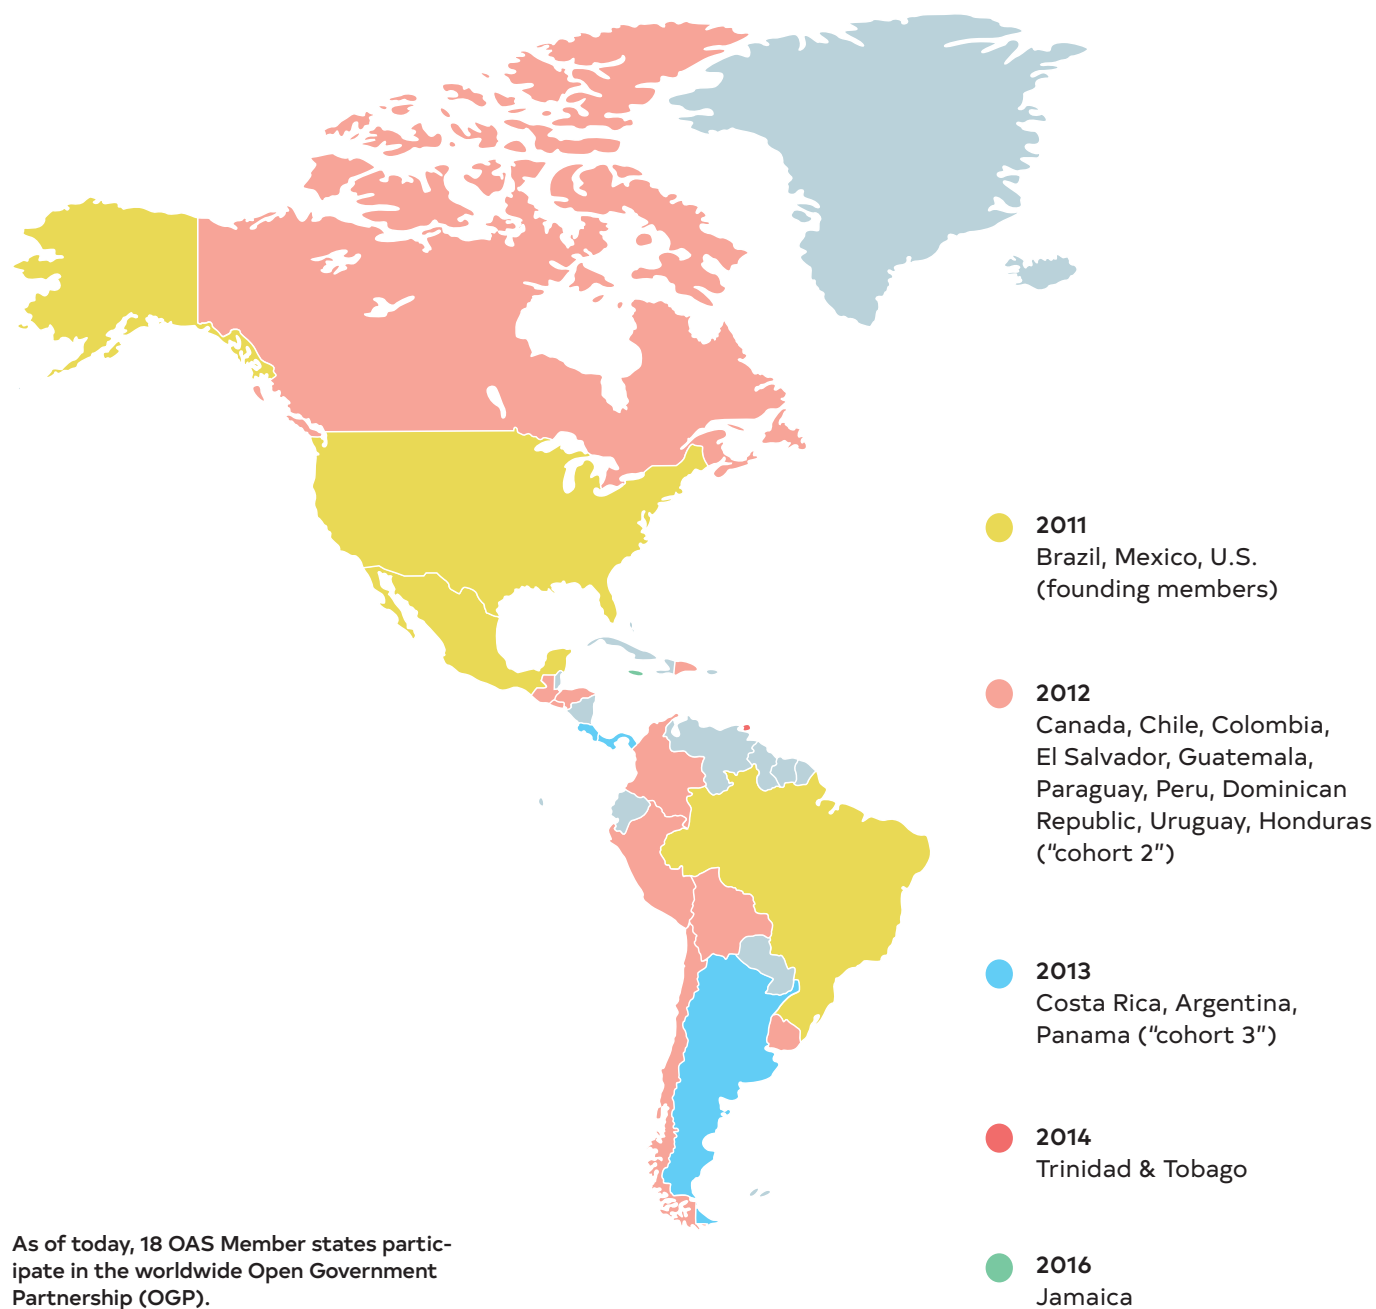 2011
Brazil, Mexico, U.S.
(founding members)
2012
Canada, Chile, Colombia,
El Salvador, Guatemala,
Paraguay, Peru, Dominican
Republic, Uruguay, Honduras
(“cohort 2”)
2013
Costa Rica, Argentina,
Panama (“cohort 3”)
2014
Trinidad & Tobago
2016
Jamaica
As of today, 18 OAS Member states partic-
ipate in the worldwide Open Government
Partnership (OGP).